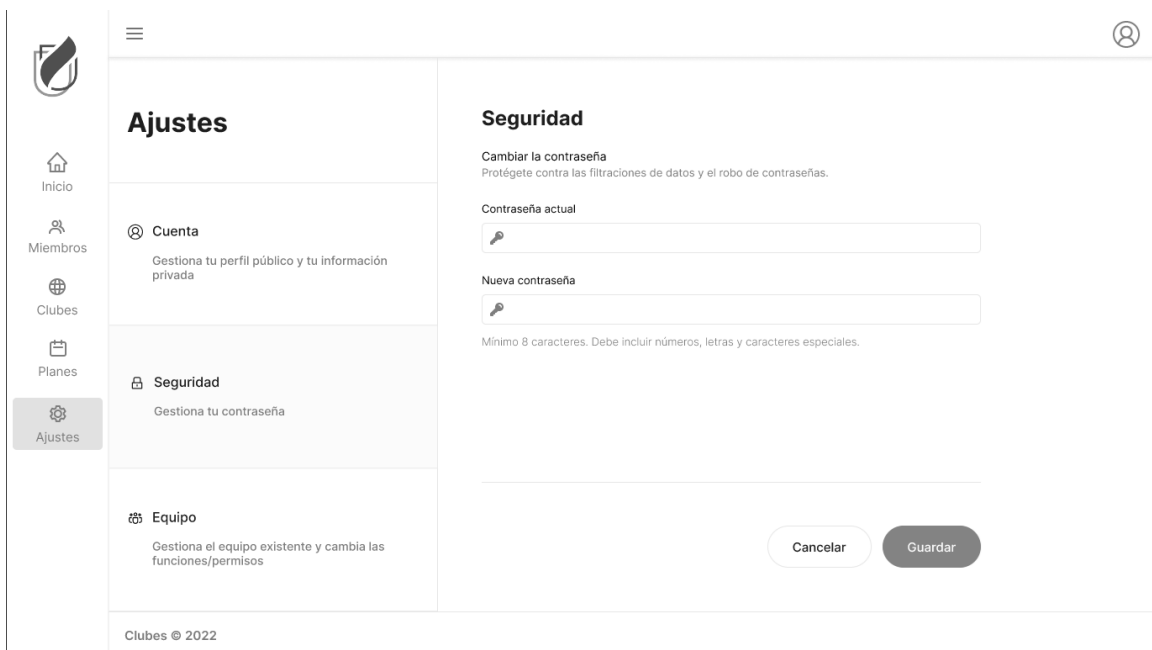 Inicio
Miembros
Clubes
Planes
Ajustes
Ajustes
Cuenta
Gestiona tu perfil público y tu información
privada
Seguridad
Gestiona tu contraseña
Equipo
Gestiona el equipo existente y cambia las
funciones/permisos
Seguridad
Cambiar la contraseña
Protégete contra las filtraciones de datos y el robo de contraseñas.
Contraseña actual
Nueva contraseña
Mínimo 8 caracteres. Debe incluir números, letras y caracteres especiales.
Cancelar
Guardar
Clubes © 2022